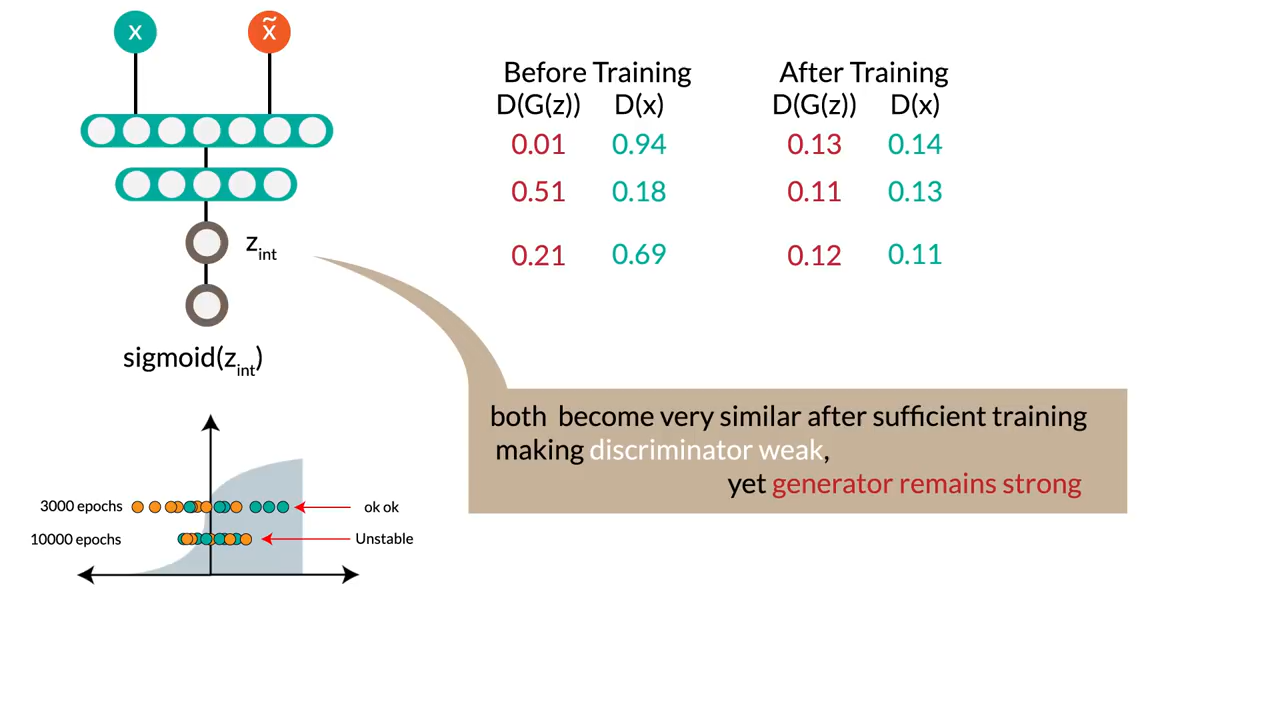 x x̃
Before Training After Training
D(G(z)) D(x) D(G(z)) D(x)
0.01 0.94 0.13 0.14
0.51 0.18 0.11 0.13
0.21 0.69 0.12 0.11
z_int
sigmoid(z_int)
both become very similar after sufficient training
making discriminator weak,
yet generator remains strong
3000 epochs ok ok
10000 epochs Unstable